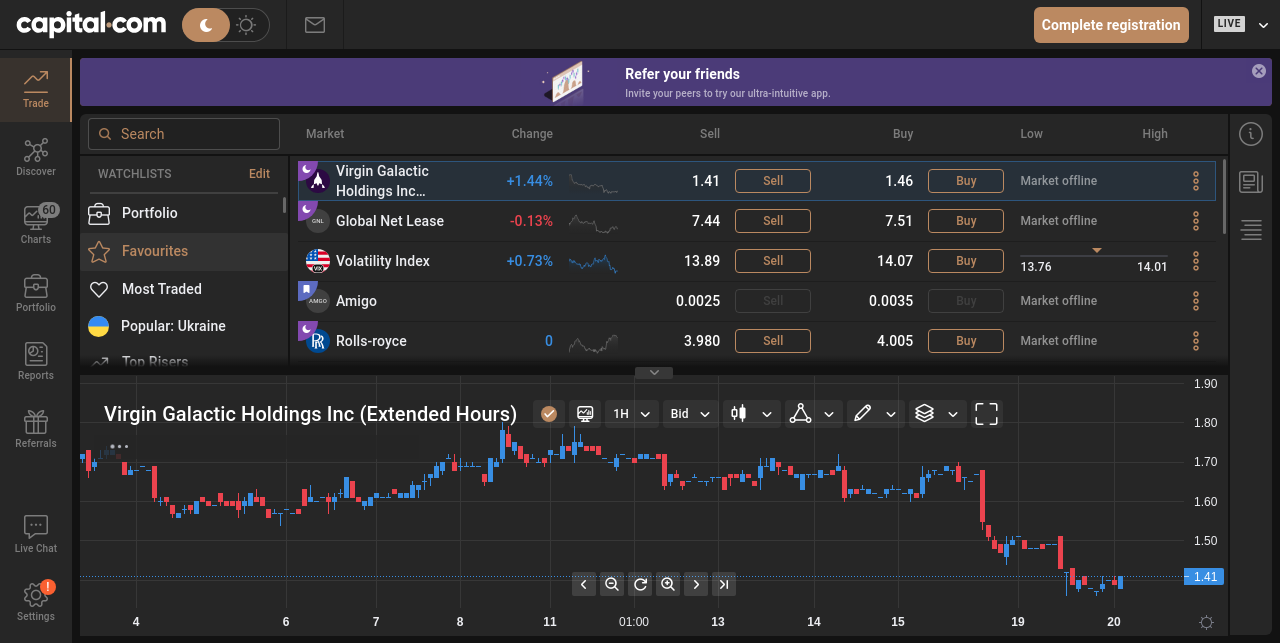 capital.com
Complete registration
LIVE
Refer your friends
Invite your peers to try our ultra-intuitive app.
Trade
Discover
60
Charts
Portfolio
Reports
Referrals
Live Chat
!
Settings
Search
WATCHLISTS
Edit
Portfolio
Favourites
Most Traded
Popular: Ukraine
Top Risers
Market Change Sell Buy Low High
Virgin Galactic
Holdings Inc... +1.44% 1.41 Sell 1.46 Buy Market offline
GNL Global Net Lease -0.13% 7.44 Sell 7.51 Buy Market offline
VIX Volatility Index +0.73% 13.89 Sell 14.07 Buy 13.76 14.01
AMGO Amigo 0.0025 Sell 0.0035 Buy Market offline
Rolls-royce 0 3.980 Sell 4.005 Buy Market offline
Virgin Galactic Holdings Inc (Extended Hours)
1H
Bid
1.90
1.80
1.70
1.60
1.50
1.41
4 6 7 8 11 01:00 13 14 15 19 20